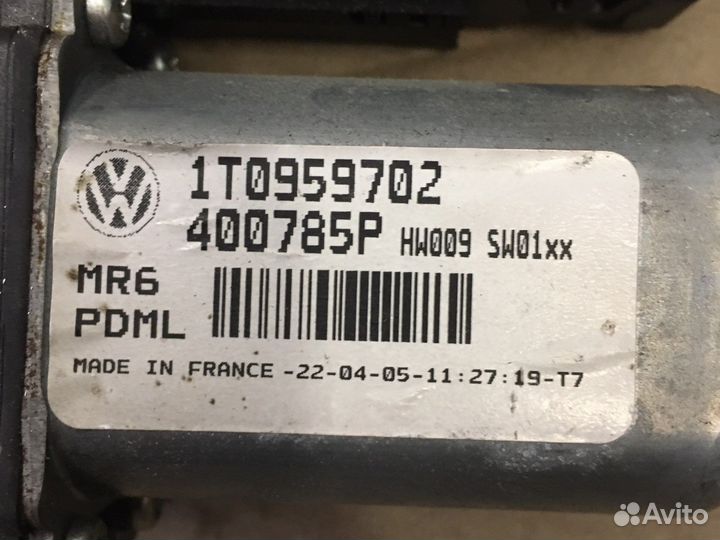 1T0959702
400785P HW009 SW01xx
MR6
PDML
MADE IN FRANCE -22-04-05-11:27:19-T7
Avito